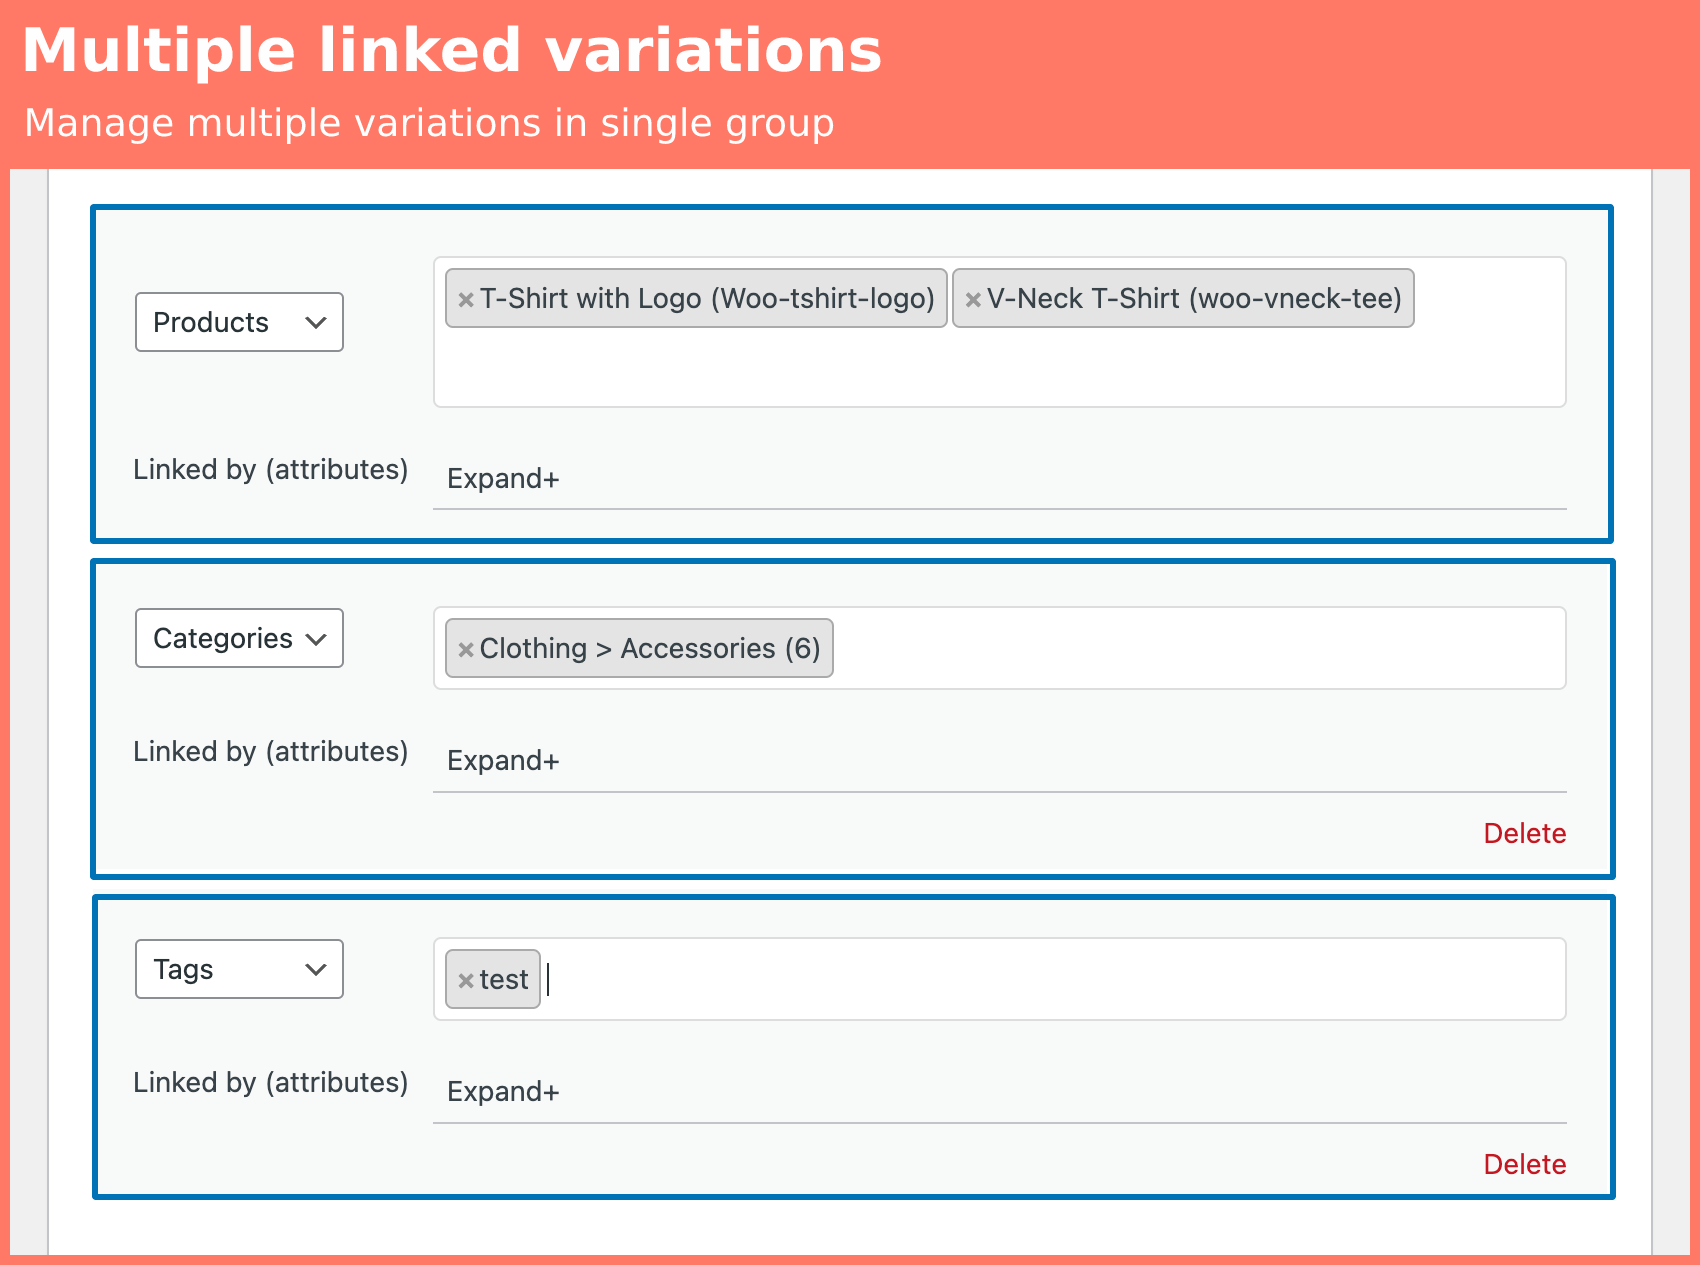 Multiple linked variations
Manage multiple variations in single group
Products
×T-Shirt with Logo (Woo-tshirt-logo) ×V-Neck T-Shirt (woo-vneck-tee)
Linked by (attributes)
Expand+
Categories
×Clothing > Accessories (6)
Linked by (attributes)
Expand+
Delete
Tags
×test
Linked by (attributes)
Expand+
Delete